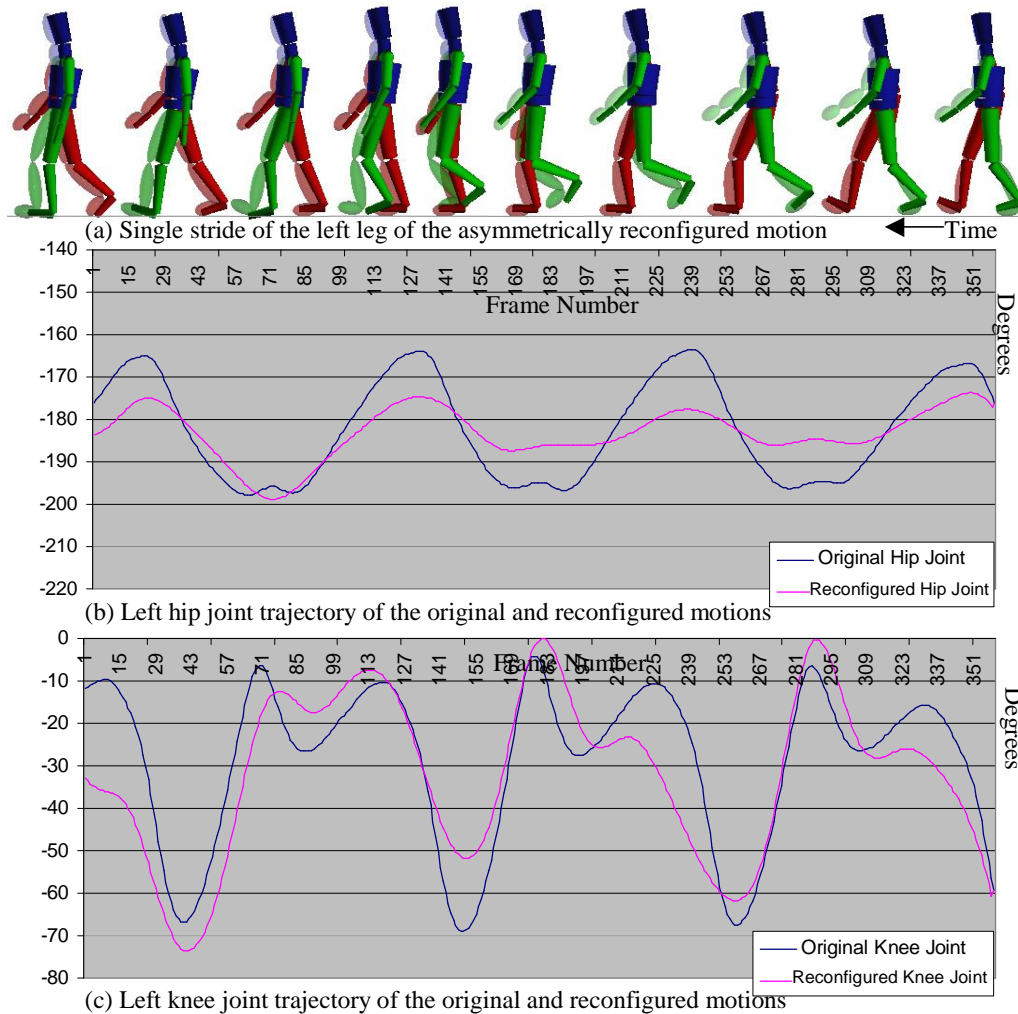 (a) Single stride of the left leg of the asymmetrically reconfigured motion
Time
-140
-150
-160
-170
-180
-190
-200
-210
-220
1 15 29 43 57 71 85 99 113 127 141 155 169 183 197 211 225 239 253 267 281 295 309 323 337 351
Frame Number
Degrees
Original Hip Joint
Reconfigured Hip Joint
(b) Left hip joint trajectory of the original and reconfigured motions
0
-10
-20
-30
-40
-50
-60
-70
-80
1 15 29 43 57 71 85 99 113 127 141 155 169 183 197 211 225 239 253 267 281 295 309 323 337 351
Frame Number
Degrees
Original Knee Joint
Reconfigured Knee Joint
(c) Left knee joint trajectory of the original and reconfigured motions